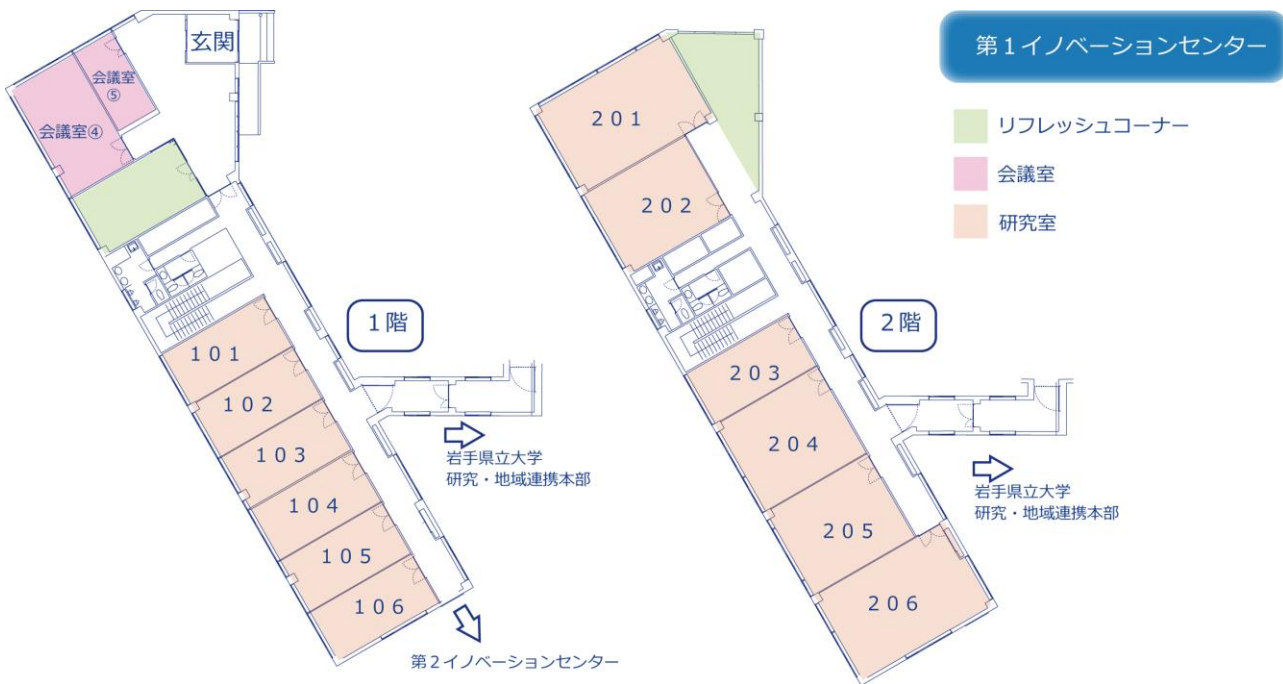 第1イノベーションセンター
リフレッシュコーナー
会議室
研究室
1階
玄関
会議室
⑤
会議室④
101
102
103
104
105
106
岩手県立大学
研究・地域連携本部
第2イノベーションセンター
2階
201
202
203
204
205
206
岩手県立大学
研究・地域連携本部